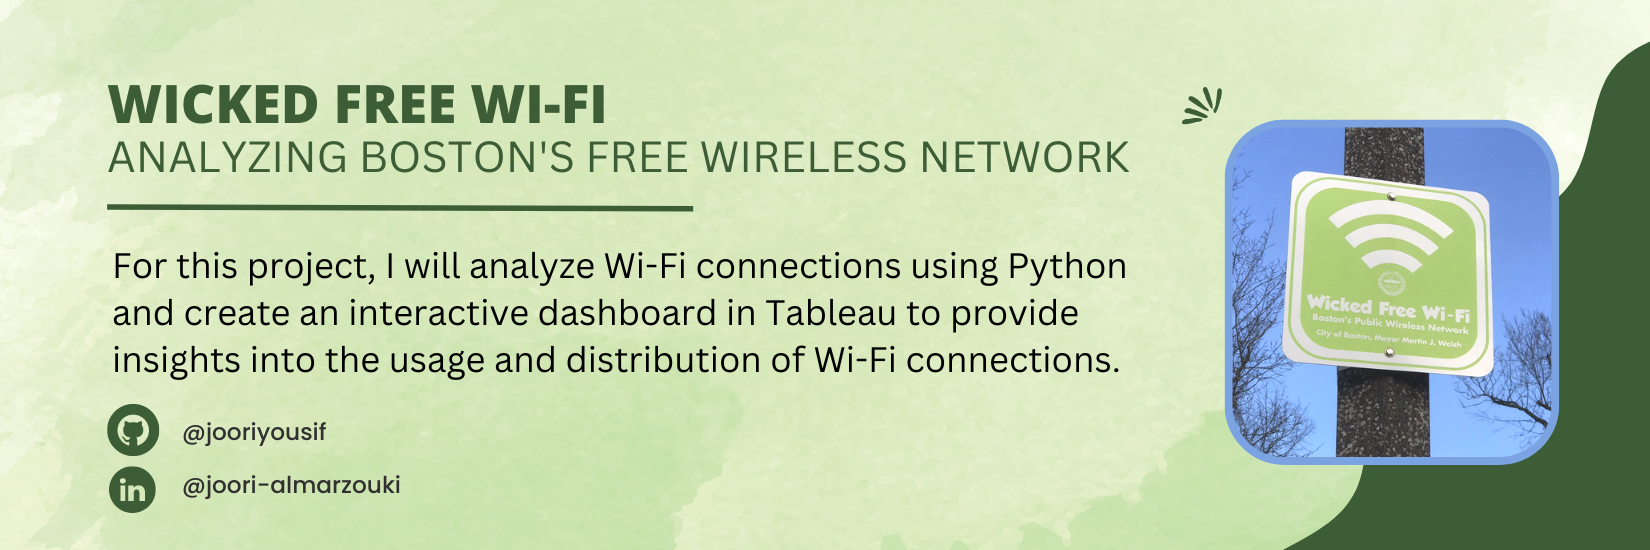 WICKED FREE WI-FI
ANALYZING BOSTON'S FREE WIRELESS NETWORK
For this project, I will analyze Wi-Fi connections using Python
and create an interactive dashboard in Tableau to provide
insights into the usage and distribution of Wi-Fi connections.
@jooriyousif
in
@joori-almarzouki
Wicked Free Wi-Fi
Boston's Public Wireless Network
City of Boston, Mayor Martin J. Walsh